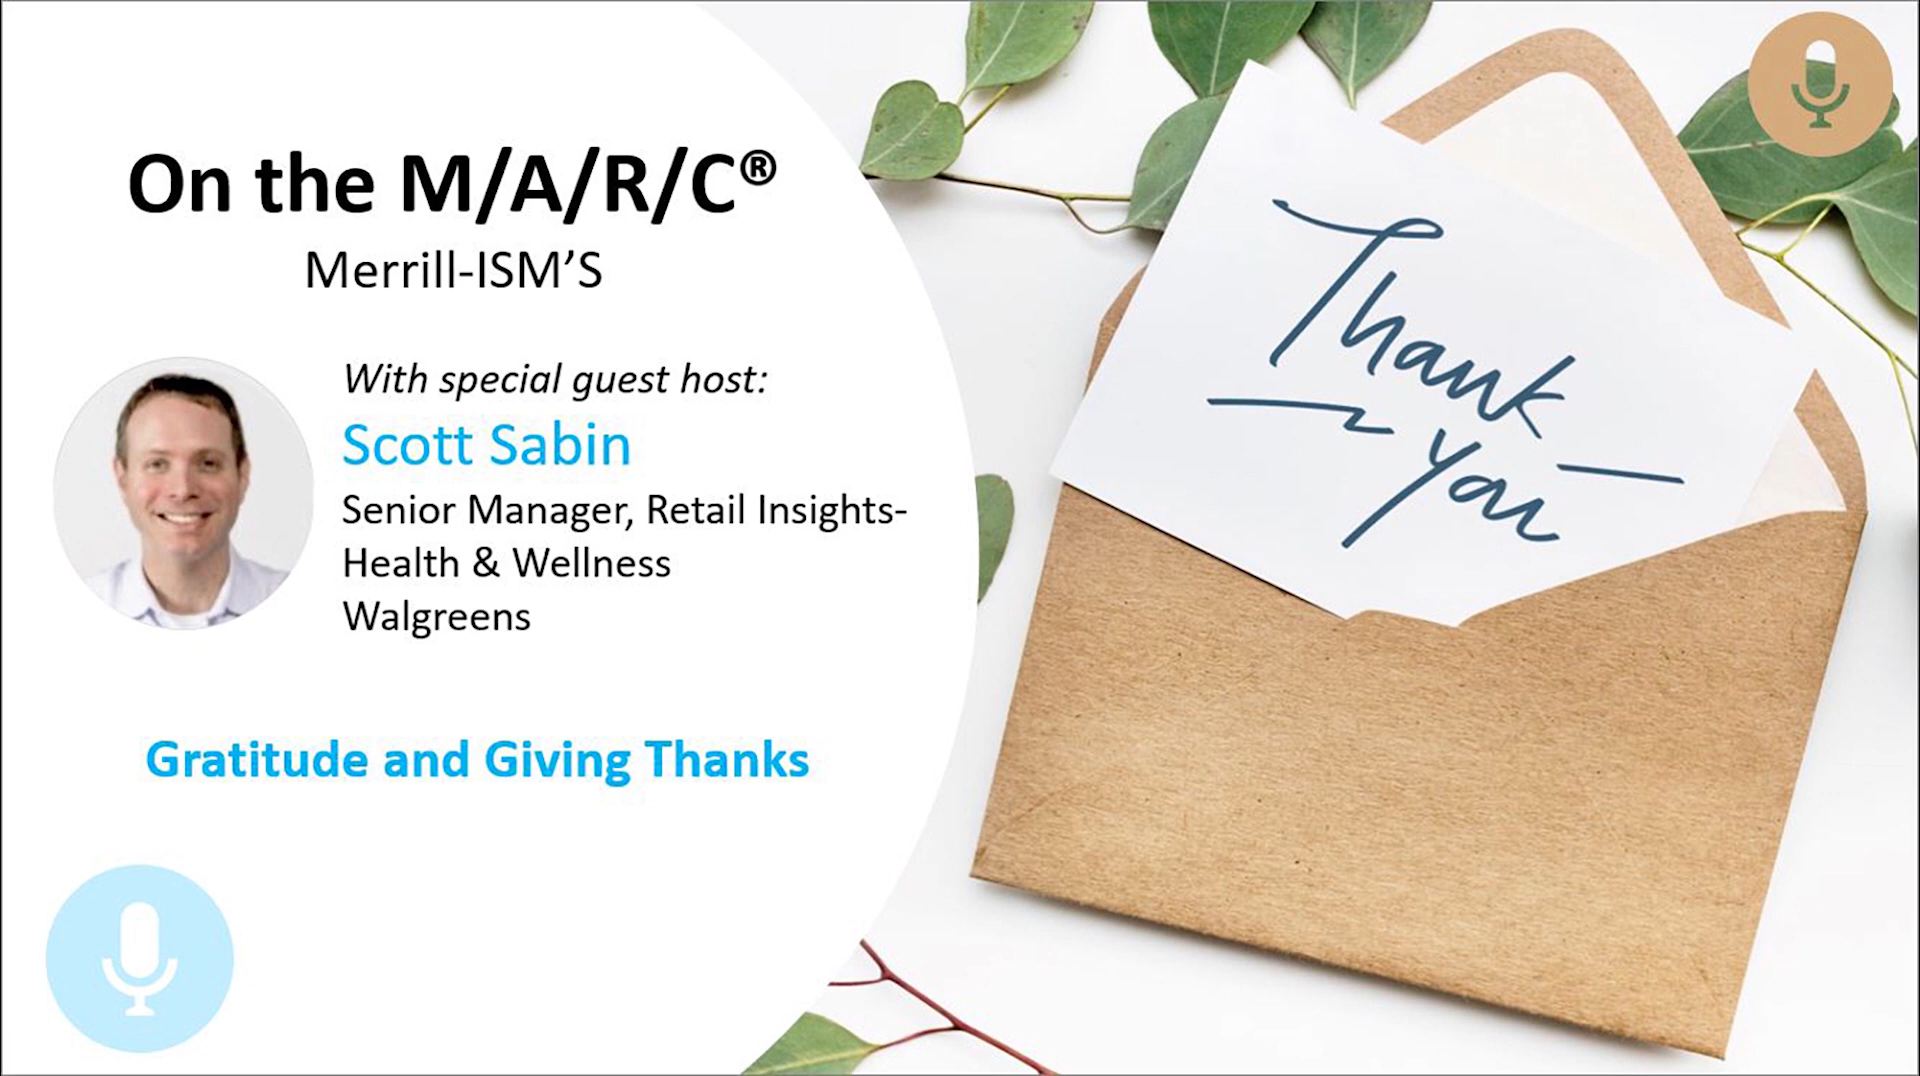 On the M/A/R/C®
Merrill-ISM’S
With special guest host:
Scott Sabin
Senior Manager, Retail Insights-
Health & Wellness
Walgreens
Gratitude and Giving Thanks
Thank
you